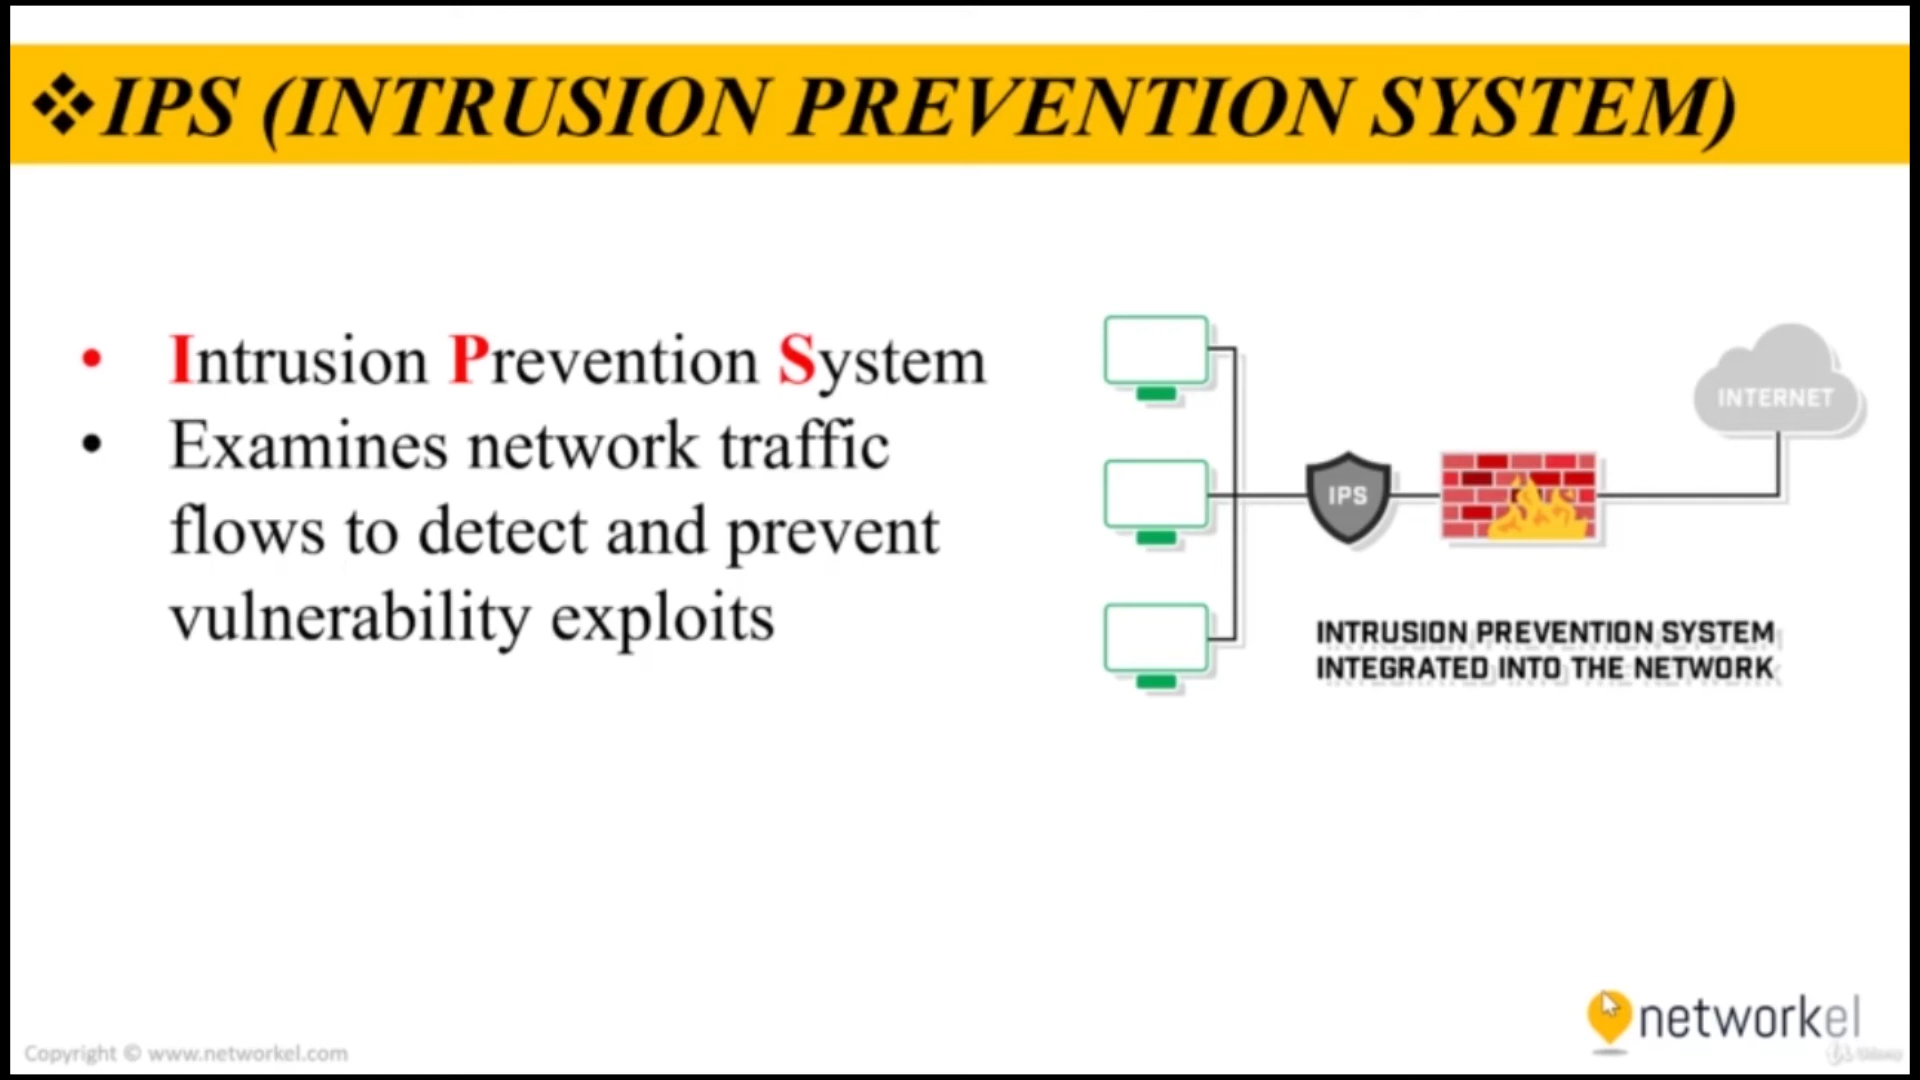 ❖IPS (INTRUSION PREVENTION SYSTEM)
• Intrusion Prevention System
• Examines network traffic
flows to detect and prevent
vulnerability exploits
INTERNET
IPS
INTRUSION PREVENTION SYSTEM
INTEGRATED INTO THE NETWORK
networkel
Copyright © www.networkel.com